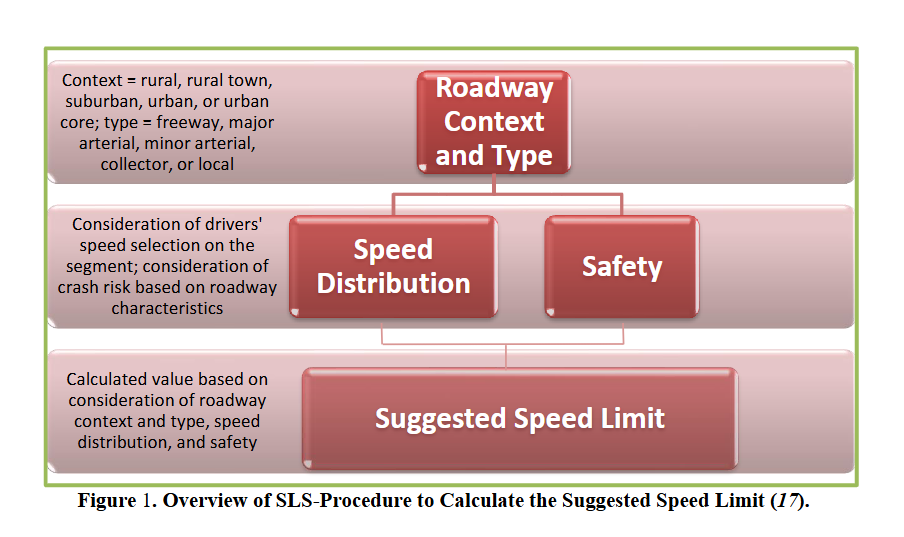 Context = rural, rural town,
suburban, urban, or urban
core; type = freeway, major
arterial, minor arterial,
collector, or local
Roadway
Context
and Type
Consideration of drivers'
speed selection on the
segment; consideration of
crash risk based on roadway
characteristics
Speed
Distribution
Safety
Calculated value based on
consideration of roadway
context and type, speed
distribution, and safety
Suggested Speed Limit
Figure 1. Overview of SLS-Procedure to Calculate the Suggested Speed Limit (17).